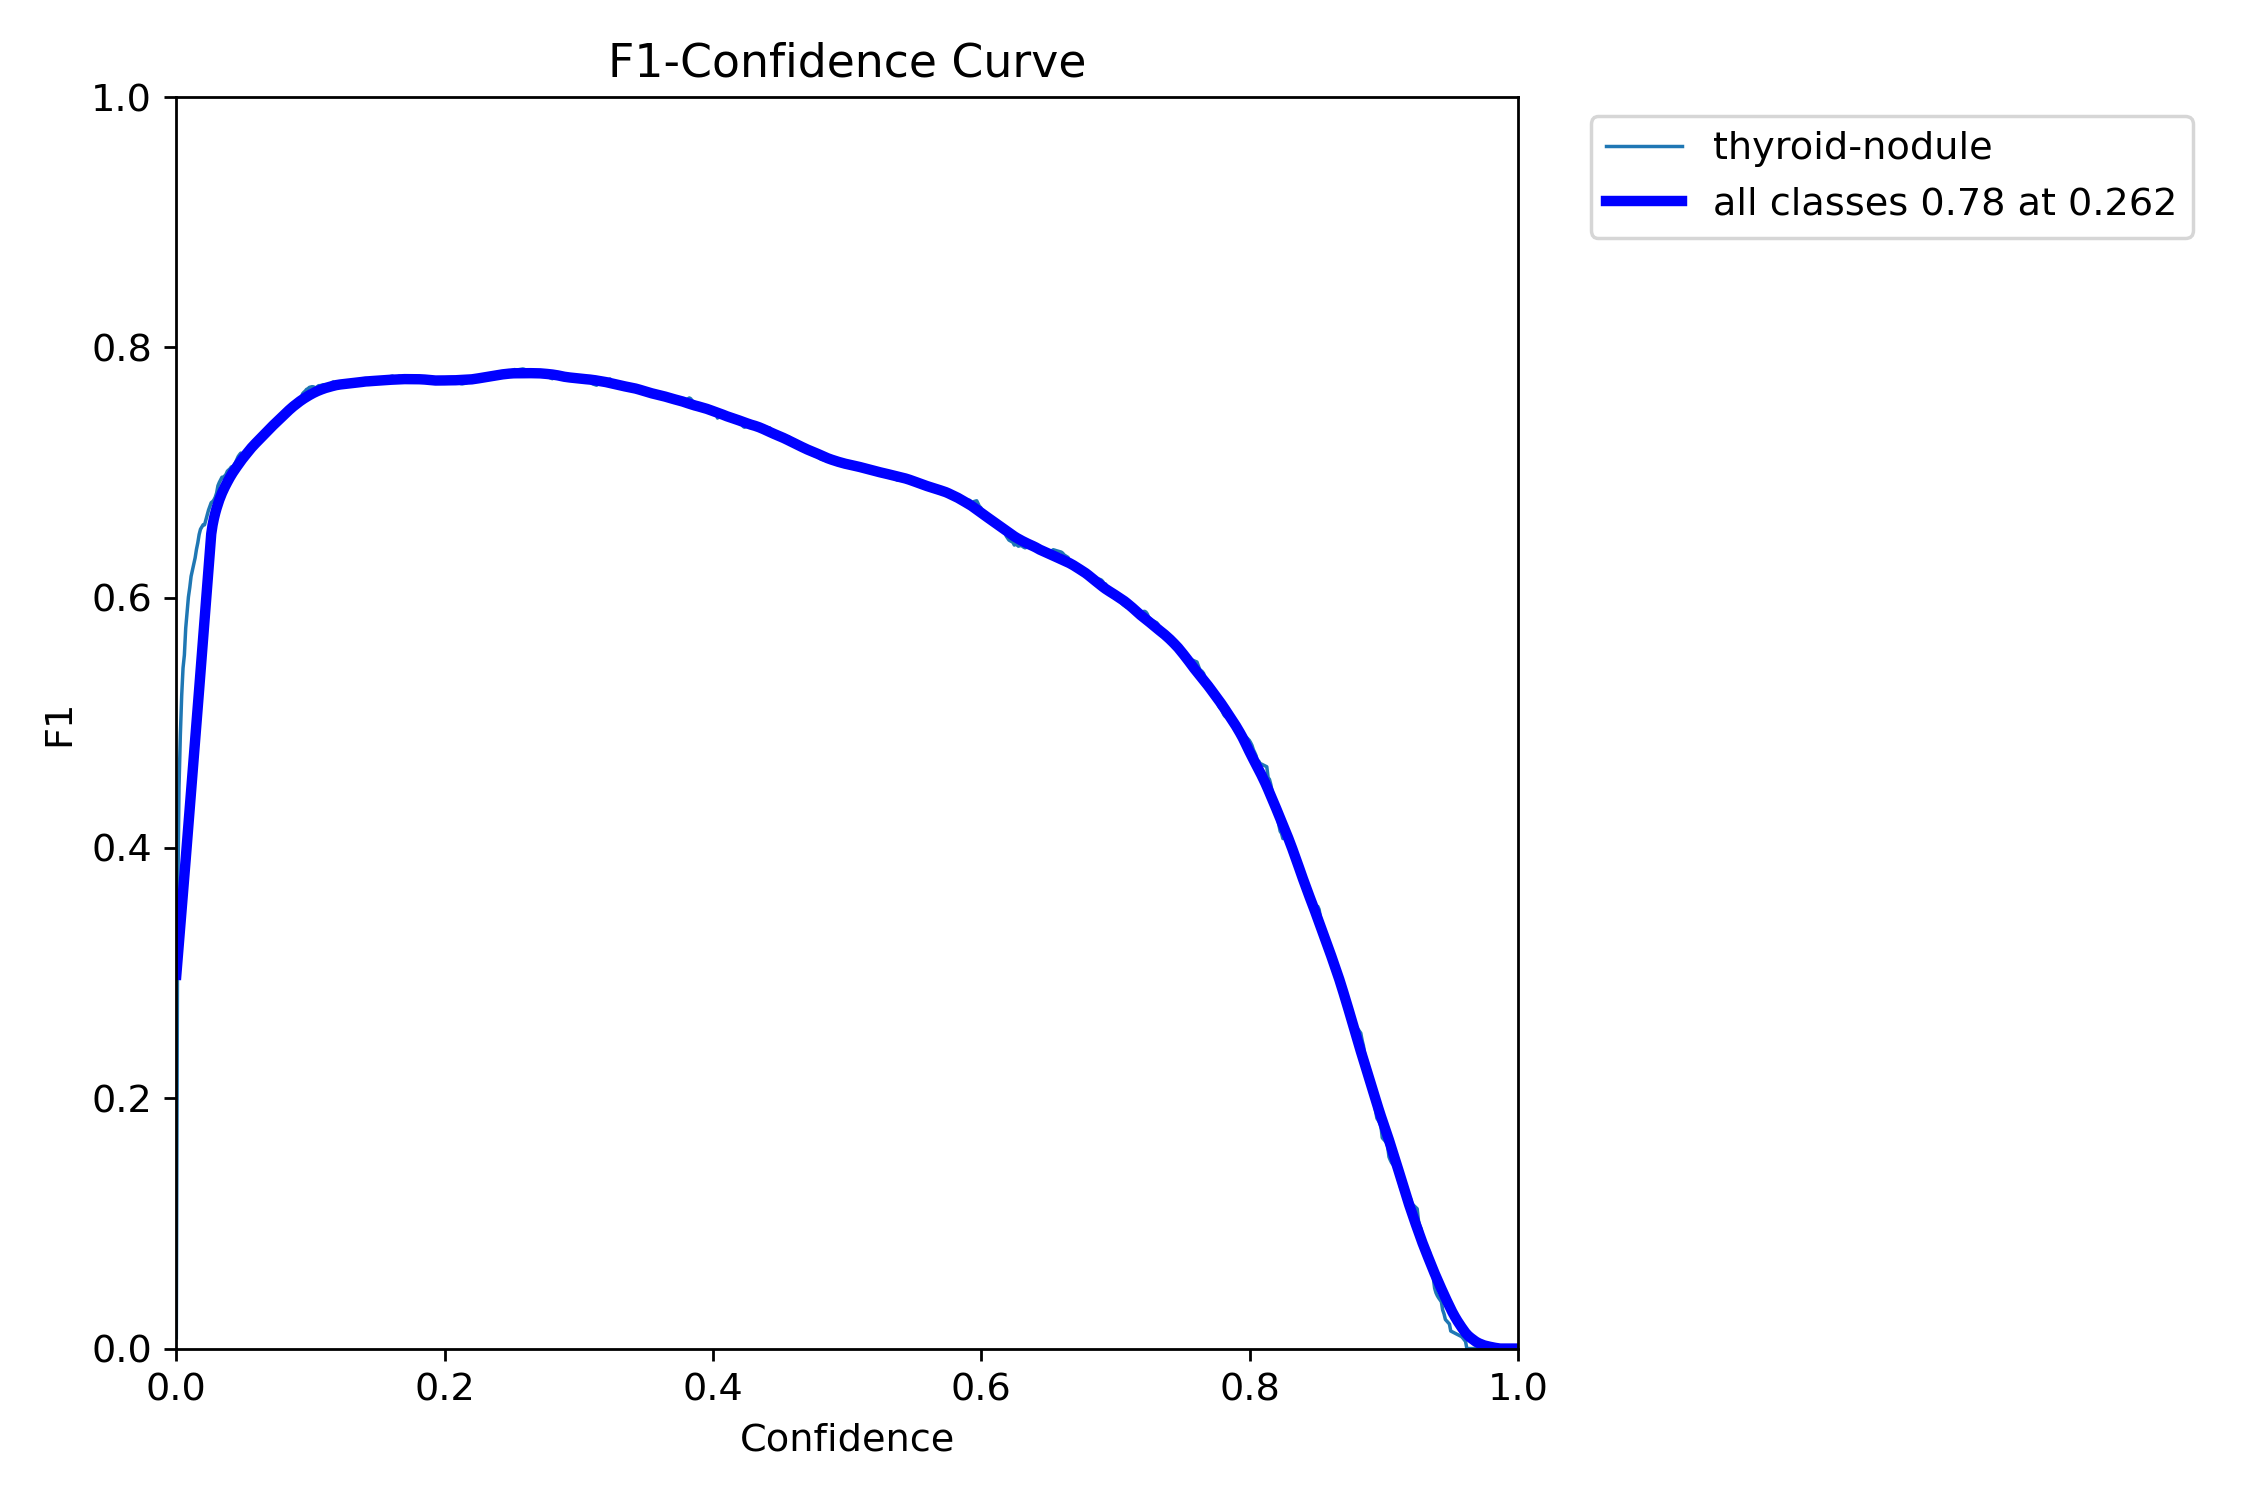 F1-Confidence Curve
1.0
0.8
0.6
0.4
0.2
0.0
F1
0.0 0.2 0.4 0.6 0.8 1.0
Confidence
thyroid-nodule
all classes 0.78 at 0.262